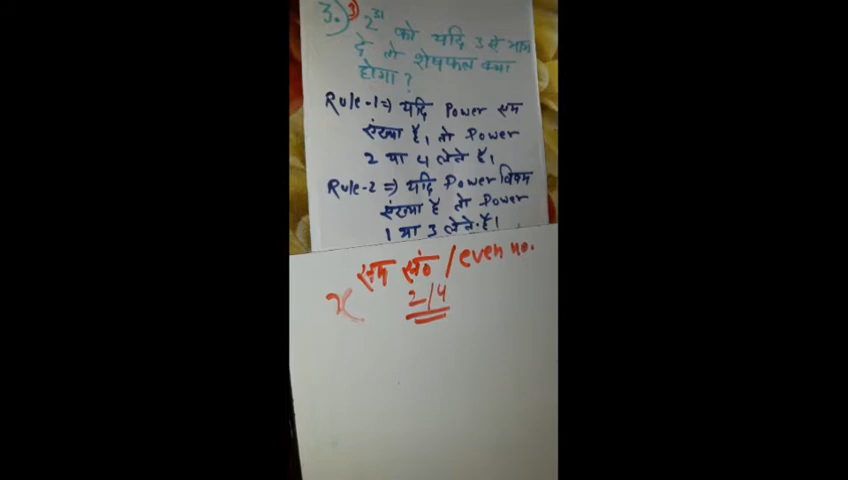 3.) 3) 2³¹ को यदि 3 से भाग
दे तो शेषफल क्या
होगा ?
Rule-1 => यदि Power सम
संख्या है, तो Power
2 या 4 लेते है।
Rule-2 => यदि Power विषम
संख्या है तो Power
1 या 3 लेते है।
सम सं० / even no.
x 2/4